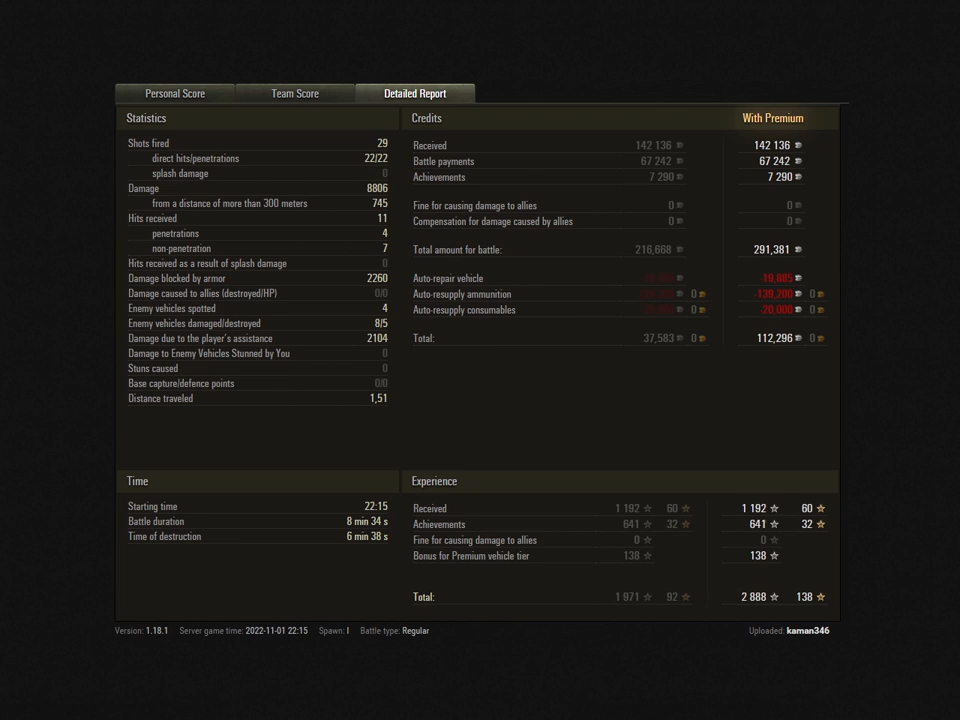 Personal Score Team Score Detailed Report
Statistics
Shots fired 29
direct hits/penetrations 22/22
splash damage 0
Damage 8806
from a distance of more than 300 meters 745
Hits received 11
penetrations 4
non-penetration 7
Hits received as a result of splash damage 0
Damage blocked by armor 2260
Damage caused to allies (destroyed/HP) 0/0
Enemy vehicles spotted 4
Enemy vehicles damaged/destroyed 8/5
Damage due to the player's assistance 2104
Damage to Enemy Vehicles Stunned by You 0
Stuns caused 0
Base capture/defence points 0/0
Distance traveled 1,51
Credits With Premium
Received 142 136 142 136
Battle payments 67 242 67 242
Achievements 7 290 7 290
Fine for causing damage to allies 0 0
Compensation for damage caused by allies 0 0
Total amount for battle: 216,668 291,381
Auto-repair vehicle -19,885
Auto-resupply ammunition 0 -139,200 0
Auto-resupply consumables 0 -20,000 0
Total: 37,583 0 112,296 0
Time
Starting time 22:15
Battle duration 8 min 34 s
Time of destruction 6 min 38 s
Experience
Received 1 192 60 1 192 60
Achievements 641 32 641 32
Fine for causing damage to allies 0 0
Bonus for Premium vehicle tier 138 138
Total: 1 971 92 2 888 138
Version: 1.18.1 Server game time: 2022-11-01 22:15 Spawn: I Battle type: Regular Uploaded: kaman346